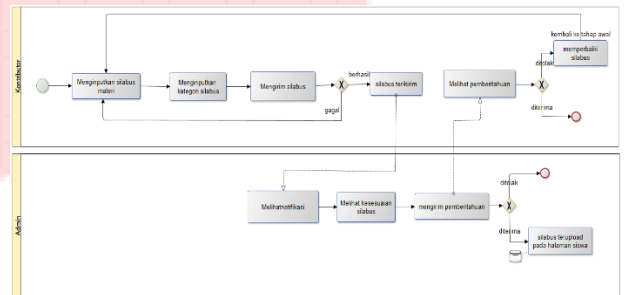 Kontributor
kembali ke tahap awal
Menginputkan silabus
materi
Menginputkan
kategori silabus
Mengirim silabus
berhasil
gagal
silabus terkirim
Melihat pemberitahuan
ditolak
memperbaiki
silabus
diterima
Admin
Melihatnotifikasi
Melihat kesesuaian
silabus
mengirim pemberitahuan
ditolak
diterima
silabus terupload
pada halaman siswa